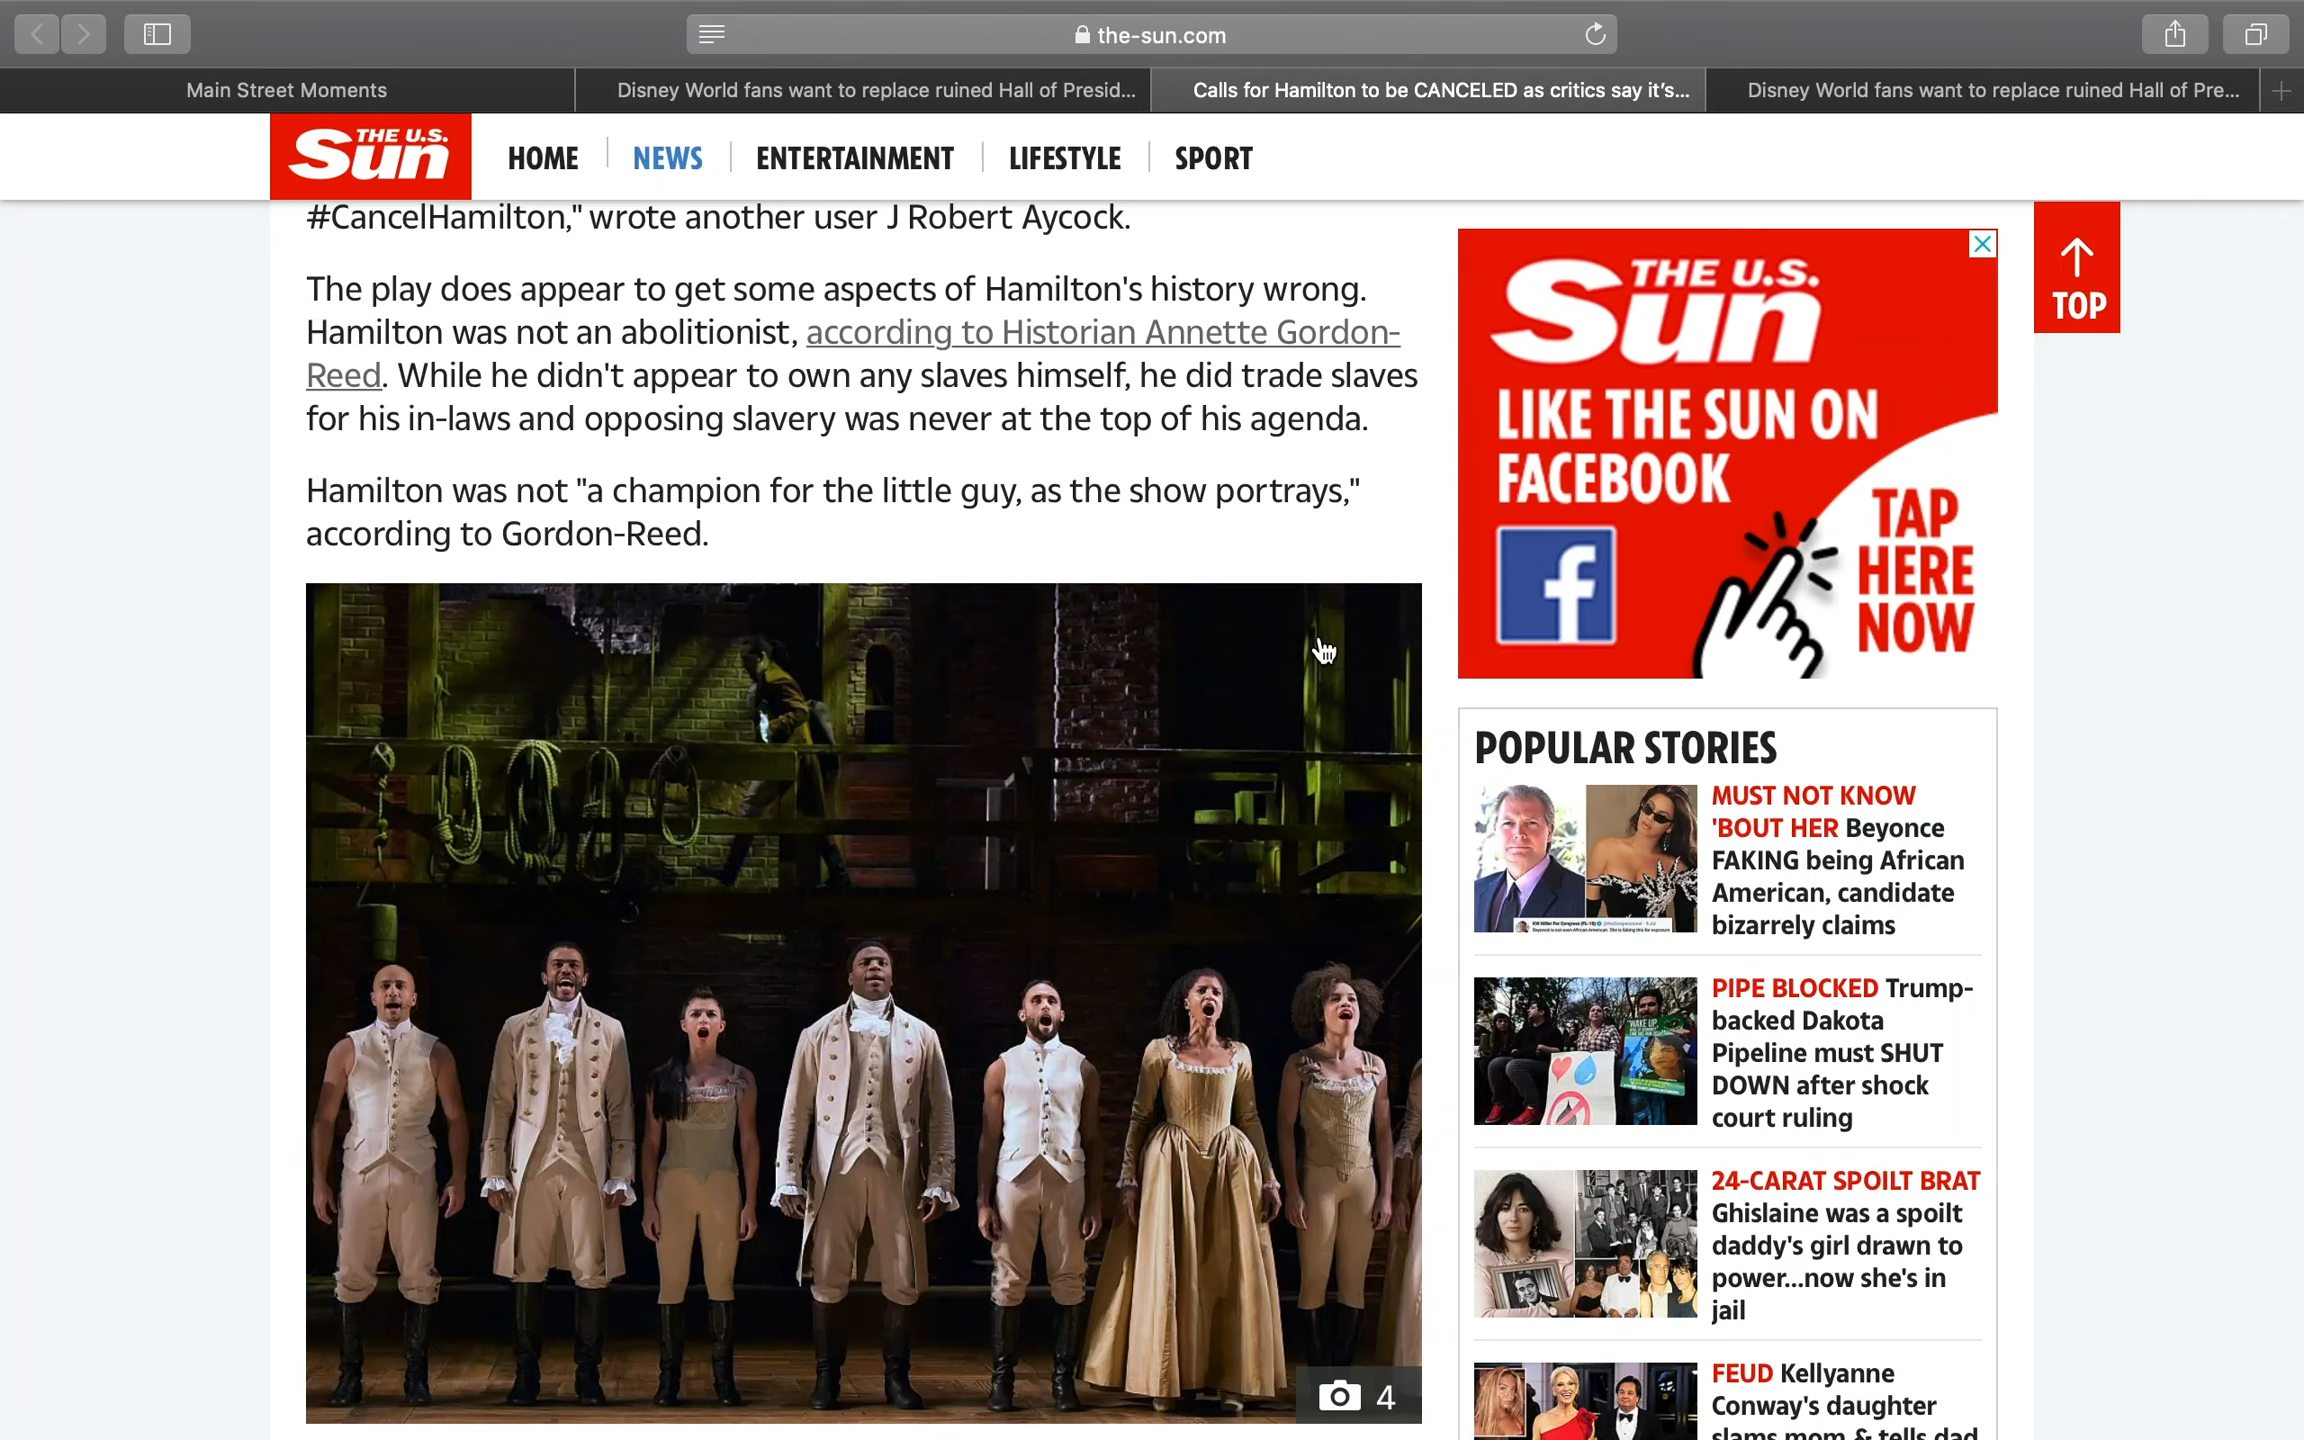 the-sun.com
Main Street Moments
Disney World fans want to replace ruined Hall of Presid...
Calls for Hamilton to be CANCELED as critics say it's...
Disney World fans want to replace ruined Hall of Pre...
THE U.S.
Sun
HOME
NEWS
ENTERTAINMENT
LIFESTYLE
SPORT
#CancelHamilton," wrote another user J Robert Aycock.
The play does appear to get some aspects of Hamilton's history wrong.
Hamilton was not an abolitionist, according to Historian Annette Gordon-
Reed. While he didn't appear to own any slaves himself, he did trade slaves
for his in-laws and opposing slavery was never at the top of his agenda.
Hamilton was not "a champion for the little guy, as the show portrays,"
according to Gordon-Reed.
4
THE U.S.
Sun
LIKE THE SUN ON
FACEBOOK
f
TAP
HERE
NOW
TOP
POPULAR STORIES
MUST NOT KNOW
'BOUT HER Beyonce
FAKING being African
American, candidate
bizarrely claims
PIPE BLOCKED Trump-
backed Dakota
Pipeline must SHUT
DOWN after shock
court ruling
24-CARAT SPOILT BRAT
Ghislaine was a spoilt
daddy's girl drawn to
power...now she's in
jail
FEUD Kellyanne
Conway's daughter
slams mom & tells dad